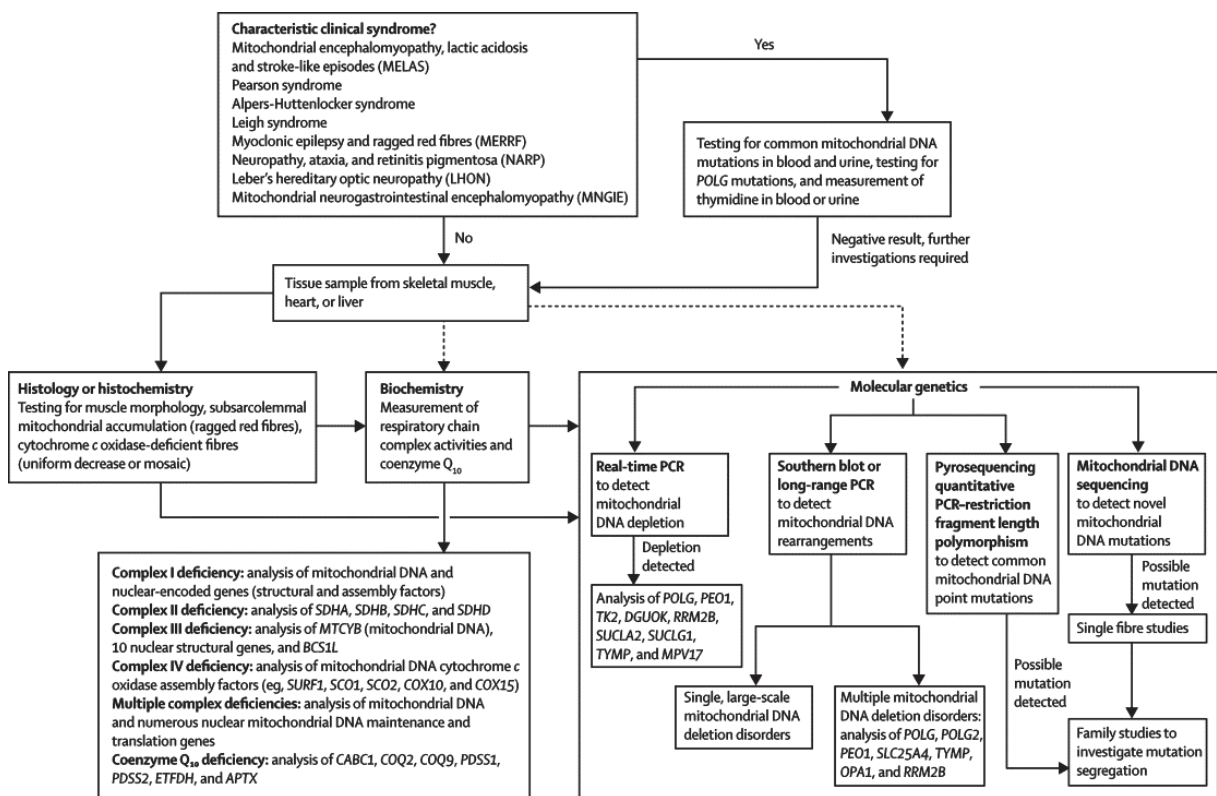 Characteristic clinical syndrome?
Mitochondrial encephalomyopathy, lactic acidosis
and stroke-like episodes (MELAS)
Pearson syndrome
Alpers-Huttenlocker syndrome
Leigh syndrome
Myoclonic epilepsy and ragged red fibres (MERRF)
Neuropathy, ataxia, and retinitis pigmentosa (NARP)
Leber's hereditary optic neuropathy (LHON)
Mitochondrial neurogastrointestinal encephalomyopathy (MNGIE)
Yes
Testing for common mitochondrial DNA
mutations in blood and urine, testing for
POLG mutations, and measurement of
thymidine in blood or urine
No
Negative result, further
investigations required
Tissue sample from skeletal muscle,
heart, or liver
Histology or histochemistry
Testing for muscle morphology, subsarcolemmal
mitochondrial accumulation (ragged red fibres),
cytochrome c oxidase-deficient fibres
(uniform decrease or mosaic)
Biochemistry
Measurement of
respiratory chain
complex activities and
coenzyme Q10
Molecular genetics
Real-time PCR
to detect
mitochondrial
DNA depletion
Southern blot or
long-range PCR
to detect
mitochondrial DNA
rearrangements
Pyrosequencing
quantitative
PCR–restriction
fragment length
polymorphism
to detect common
mitochondrial DNA
point mutations
Mitochondrial DNA
sequencing
to detect novel
mitochondrial
DNA mutations
Depletion
detected
Analysis of POLG, PEO1,
TK2, DGUOK, RRM2B,
SUCLA2, SUCLG1,
TYMP, and MPV17
Possible
mutation
detected
Single fibre studies
Single, large-scale
mitochondrial DNA
deletion disorders
Multiple mitochondrial
DNA deletion disorders:
analysis of POLG, POLG2,
PEO1, SLC25A4, TYMP,
OPA1, and RRM2B
Possible
mutation
detected
Family studies to
investigate mutation
segregation
Complex I deficiency: analysis of mitochondrial DNA and
nuclear-encoded genes (structural and assembly factors)
Complex II deficiency: analysis of SDHA, SDHB, SDHC, and SDHD
Complex III deficiency: analysis of MTCYB (mitochondrial DNA),
10 nuclear structural genes, and BCS1L
Complex IV deficiency: analysis of mitochondrial DNA cytochrome c
oxidase assembly factors (eg, SURF1, SCO1, SCO2, COX10, and COX15)
Multiple complex deficiencies: analysis of mitochondrial DNA
and numerous nuclear mitochondrial DNA maintenance and
translation genes
Coenzyme Q10 deficiency: analysis of CABC1, COQ2, COQ9, PDSS1,
PDSS2, ETFDH, and APTX